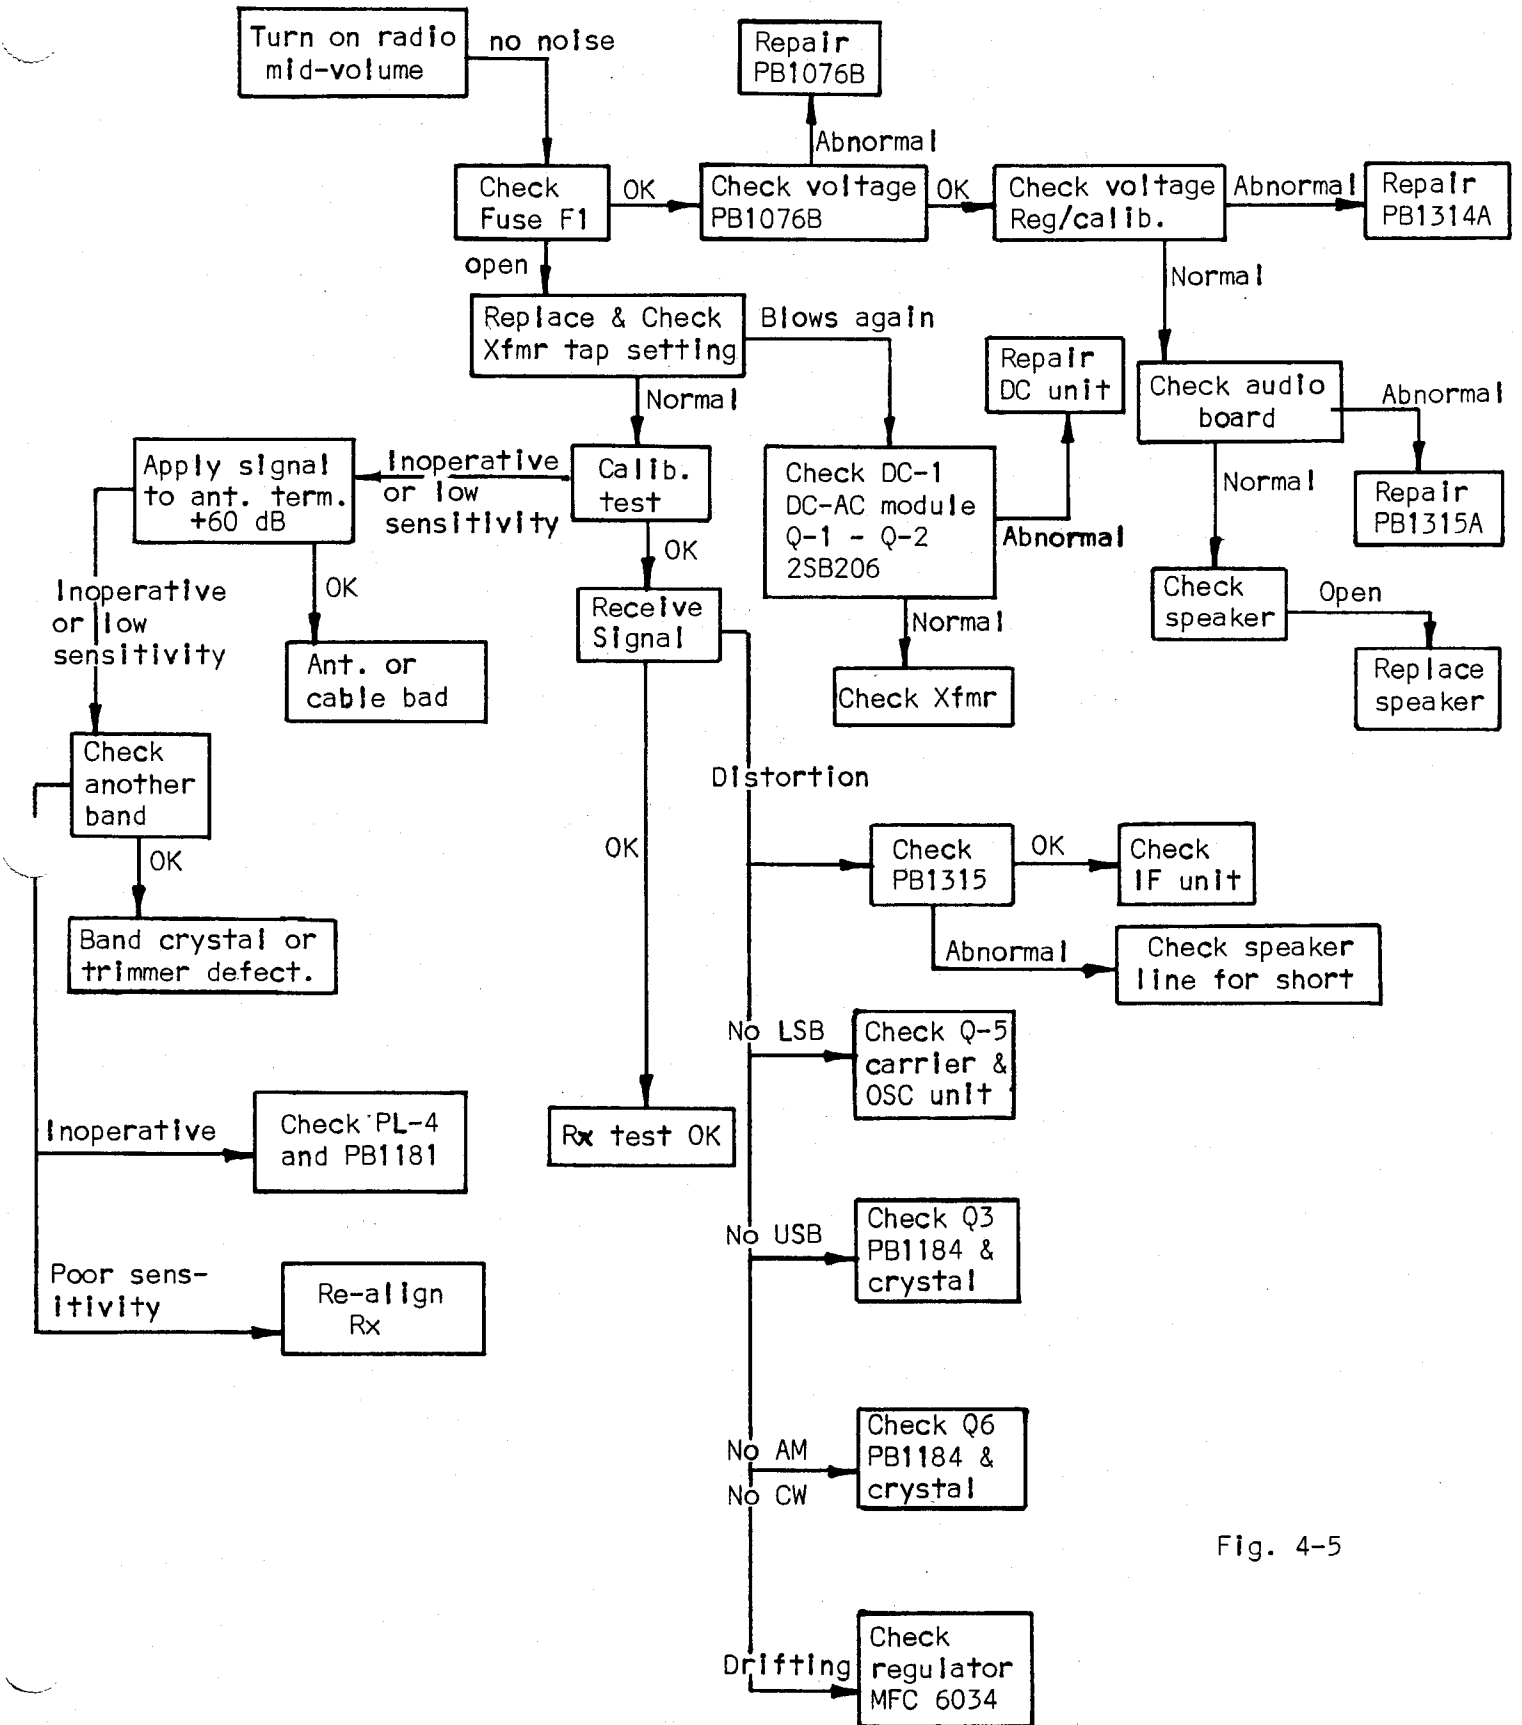 Turn on radio
mid-volume
no noise
Repair
PB1076B
Abnormal
Check
Fuse F1
OK
Check voltage
PB1076B
OK
Check voltage
Reg/calib.
Abnormal
Repair
PB1314A
open
Normal
Replace & Check
Xfmr tap setting
Blows again
Repair
DC unit
Check audio
board
Abnormal
Normal
Repair
PB1315A
Normal
Apply signal
to ant. term.
+60 dB
Inoperative
or low
sensitivity
Calib.
test
Check DC-1
DC-AC module
Q-1 - Q-2
2SB206
Abnormal
OK
OK
Inoperative
or low
sensitivity
Receive
Signal
Normal
Check
speaker
Open
Ant. or
cable bad
Check Xfmr
Replace
speaker
Check
another
band
Distortion
OK
OK
Check
PB1315
OK
Check
IF unit
Band crystal or
trimmer defect.
Abnormal
Check speaker
line for short
No LSB
Check Q-5
carrier &
OSC unit
Inoperative
Check PL-4
and PB1181
Rx test OK
No USB
Check Q3
PB1184 &
crystal
Poor sens-
itivity
Re-align
Rx
No AM
No CW
Check Q6
PB1184 &
crystal
Fig. 4-5
Drifting
Check
regulator
MFC 6034